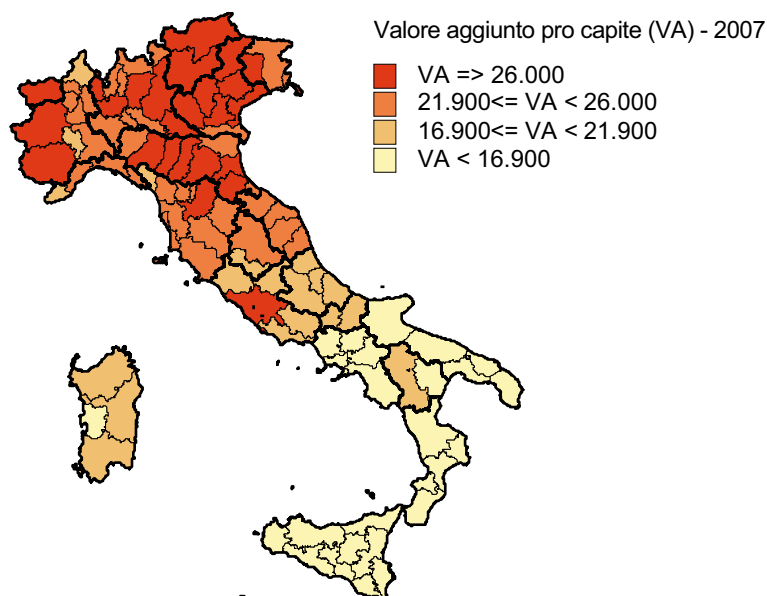 Valore aggiunto pro capite (VA) - 2007
VA => 26.000
21.900<= VA < 26.000
16.900<= VA < 21.900
VA < 16.900